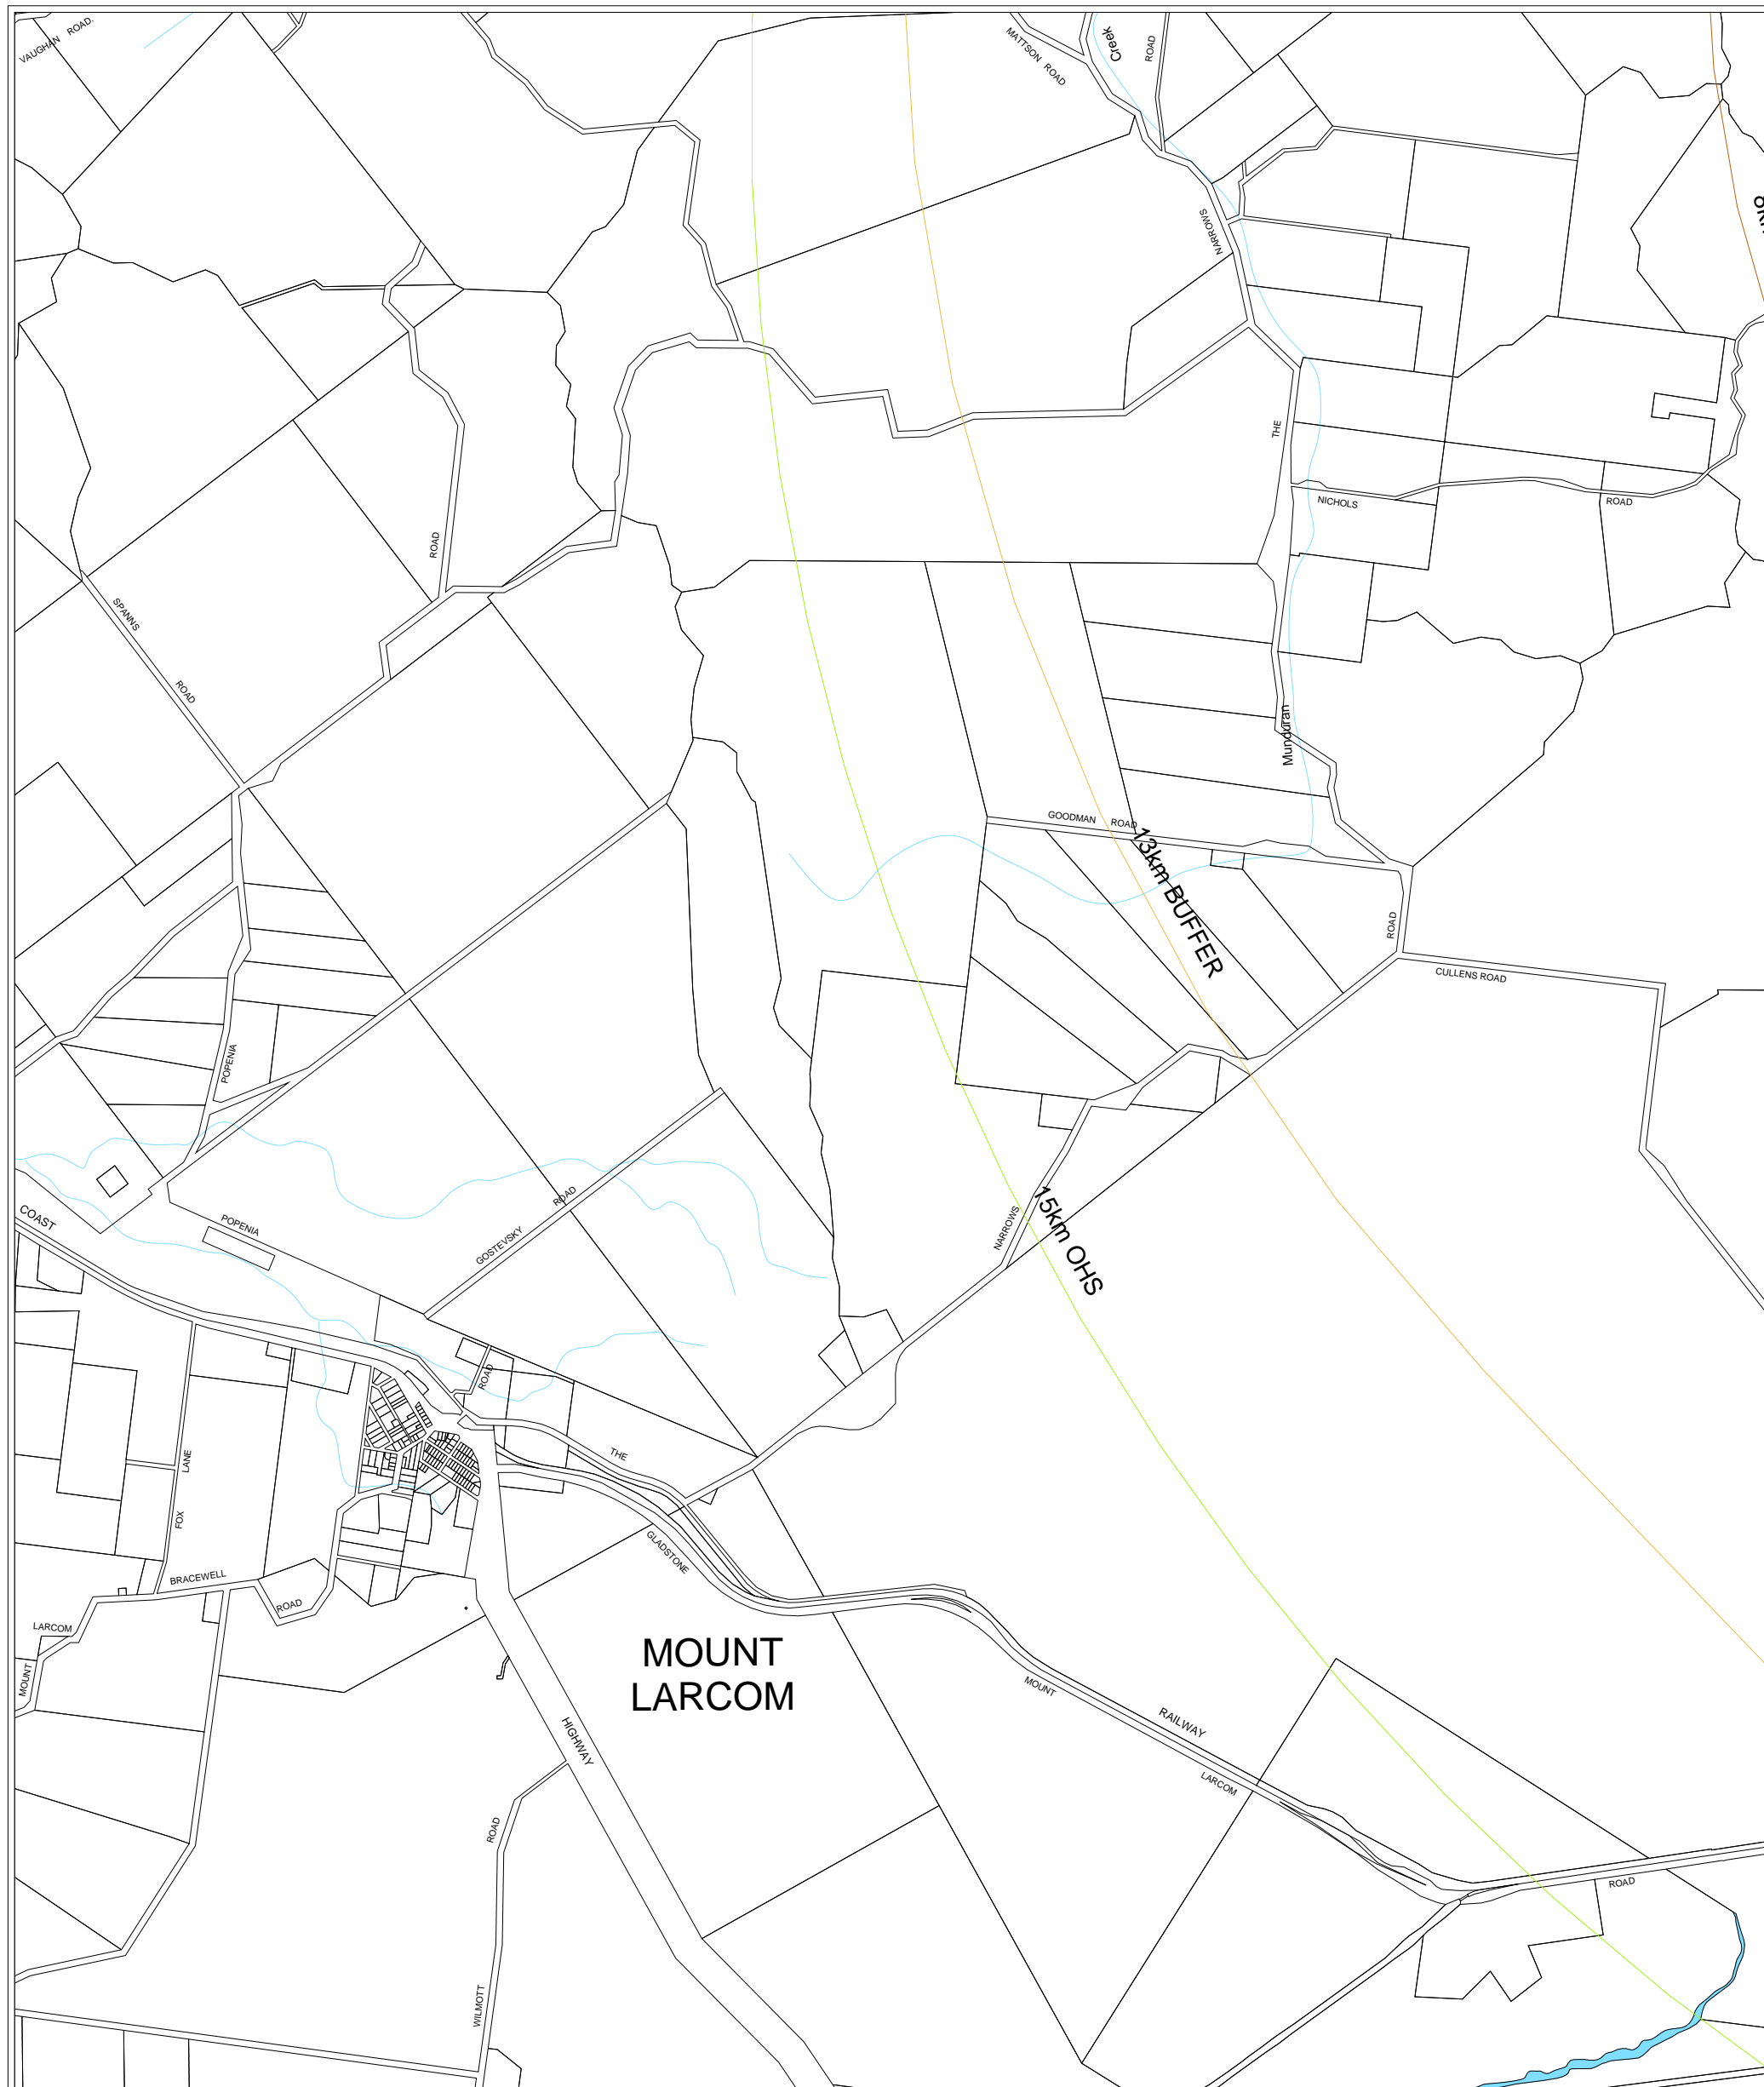 VAUGHAN ROAD.
MATTSON ROAD
Creek
ROAD
NARROWS
THE
NICHOLS
ROAD
ROAD
SPANNS
ROAD
Munduran
GOODMAN ROAD
13km BUFFER
ROAD
CULLENS ROAD
POPENIA
15km OHS
NARROWS
COAST
POPENIA
ROAD
GOSTEVSKY
ROAD
THE
LANE
FOX
GLADSTONE
BRACEWELL
ROAD
LARCOM
MOUNT
MOUNT
LARCOM
MOUNT
RAILWAY
HIGHWAY
LARCOM
ROAD
ROAD
WILMOTT